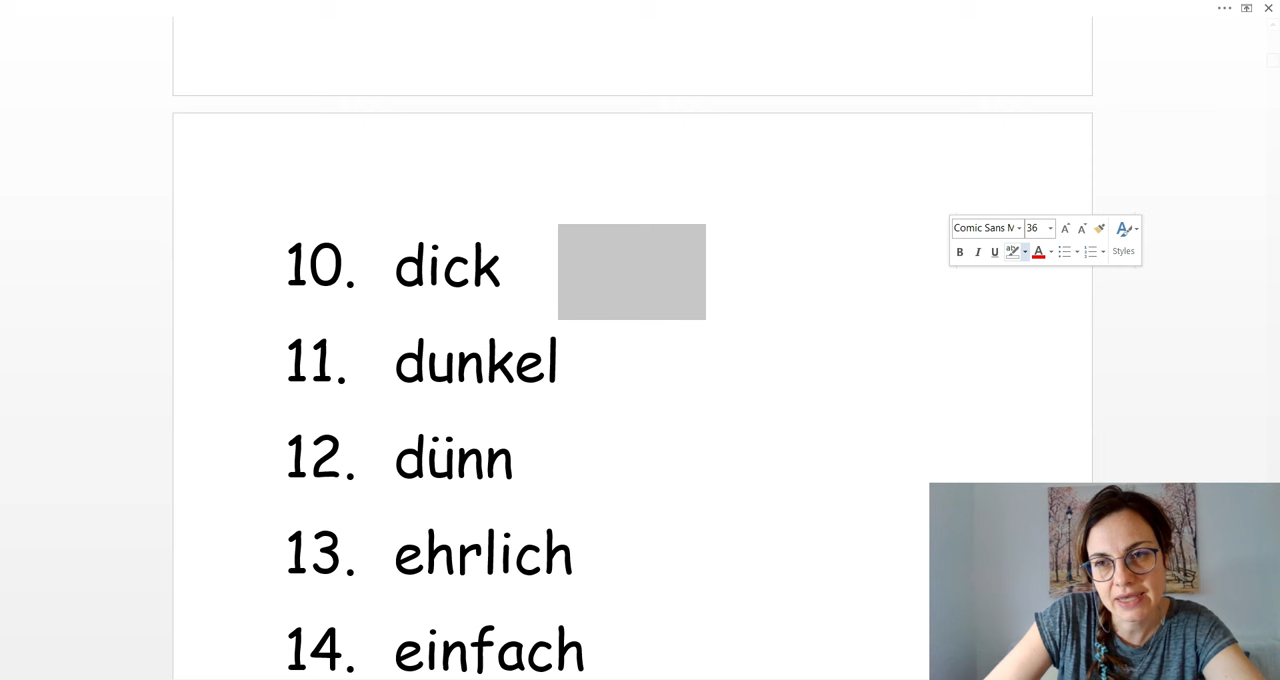 Comic Sans M
36
B I U A Styles
10. dick
11. dunkel
12. dünn
13. ehrlich
14. einfach